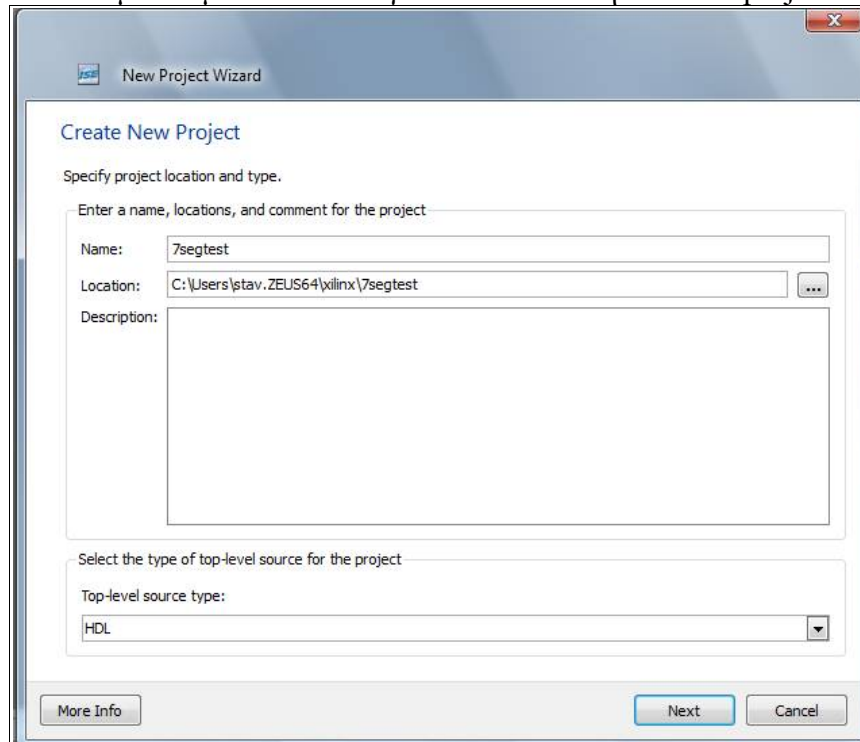 ISE New Project Wizard
Create New Project
Specify project location and type.
Enter a name, locations, and comment for the project
Name: 7segtest
Location: C:\Users\stav.ZEUS64\xilinx\7segtest ...
Description:
Select the type of top-level source for the project
Top-level source type:
HDL
More Info Next Cancel